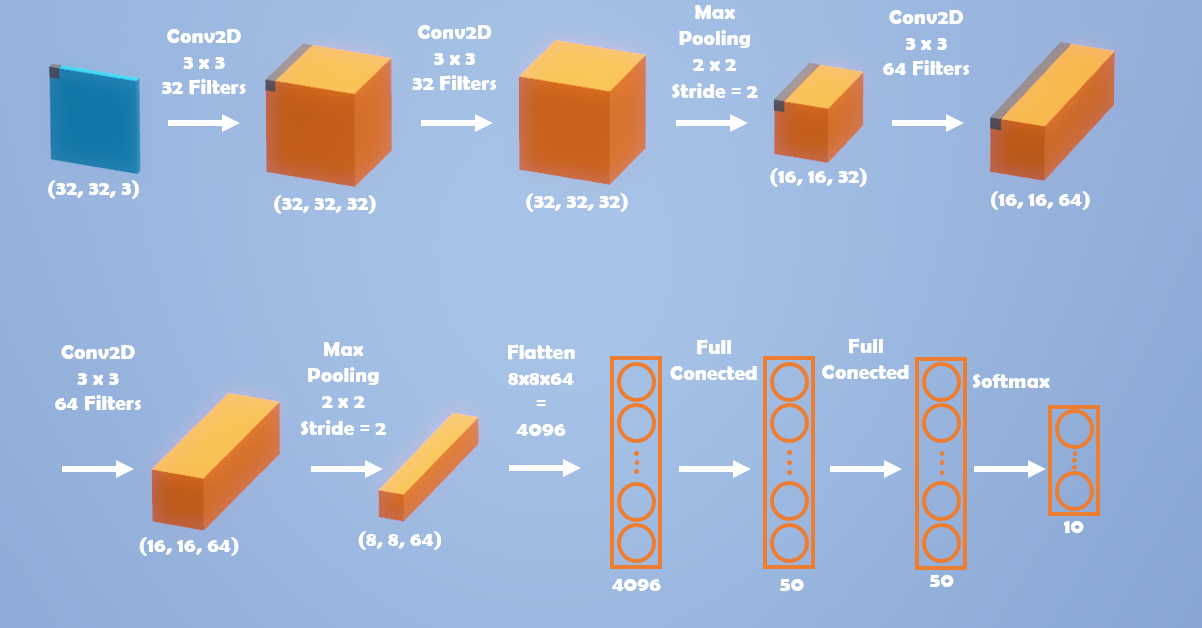 Conv2D
3 x 3
32 Filters
(32, 32, 3)
Conv2D
3 x 3
32 Filters
(32, 32, 32)
(32, 32, 32)
Max
Pooling
2 x 2
Stride = 2
(16, 16, 32)
Conv2D
3 x 3
64 Filters
(16, 16, 64)
Conv2D
3 x 3
64 Filters
(16, 16, 64)
Max
Pooling
2 x 2
Stride = 2
(8, 8, 64)
Flatten
8x8x64
=
4096
4096
Full
Conected
50
Full
Conected
50
Softmax
10